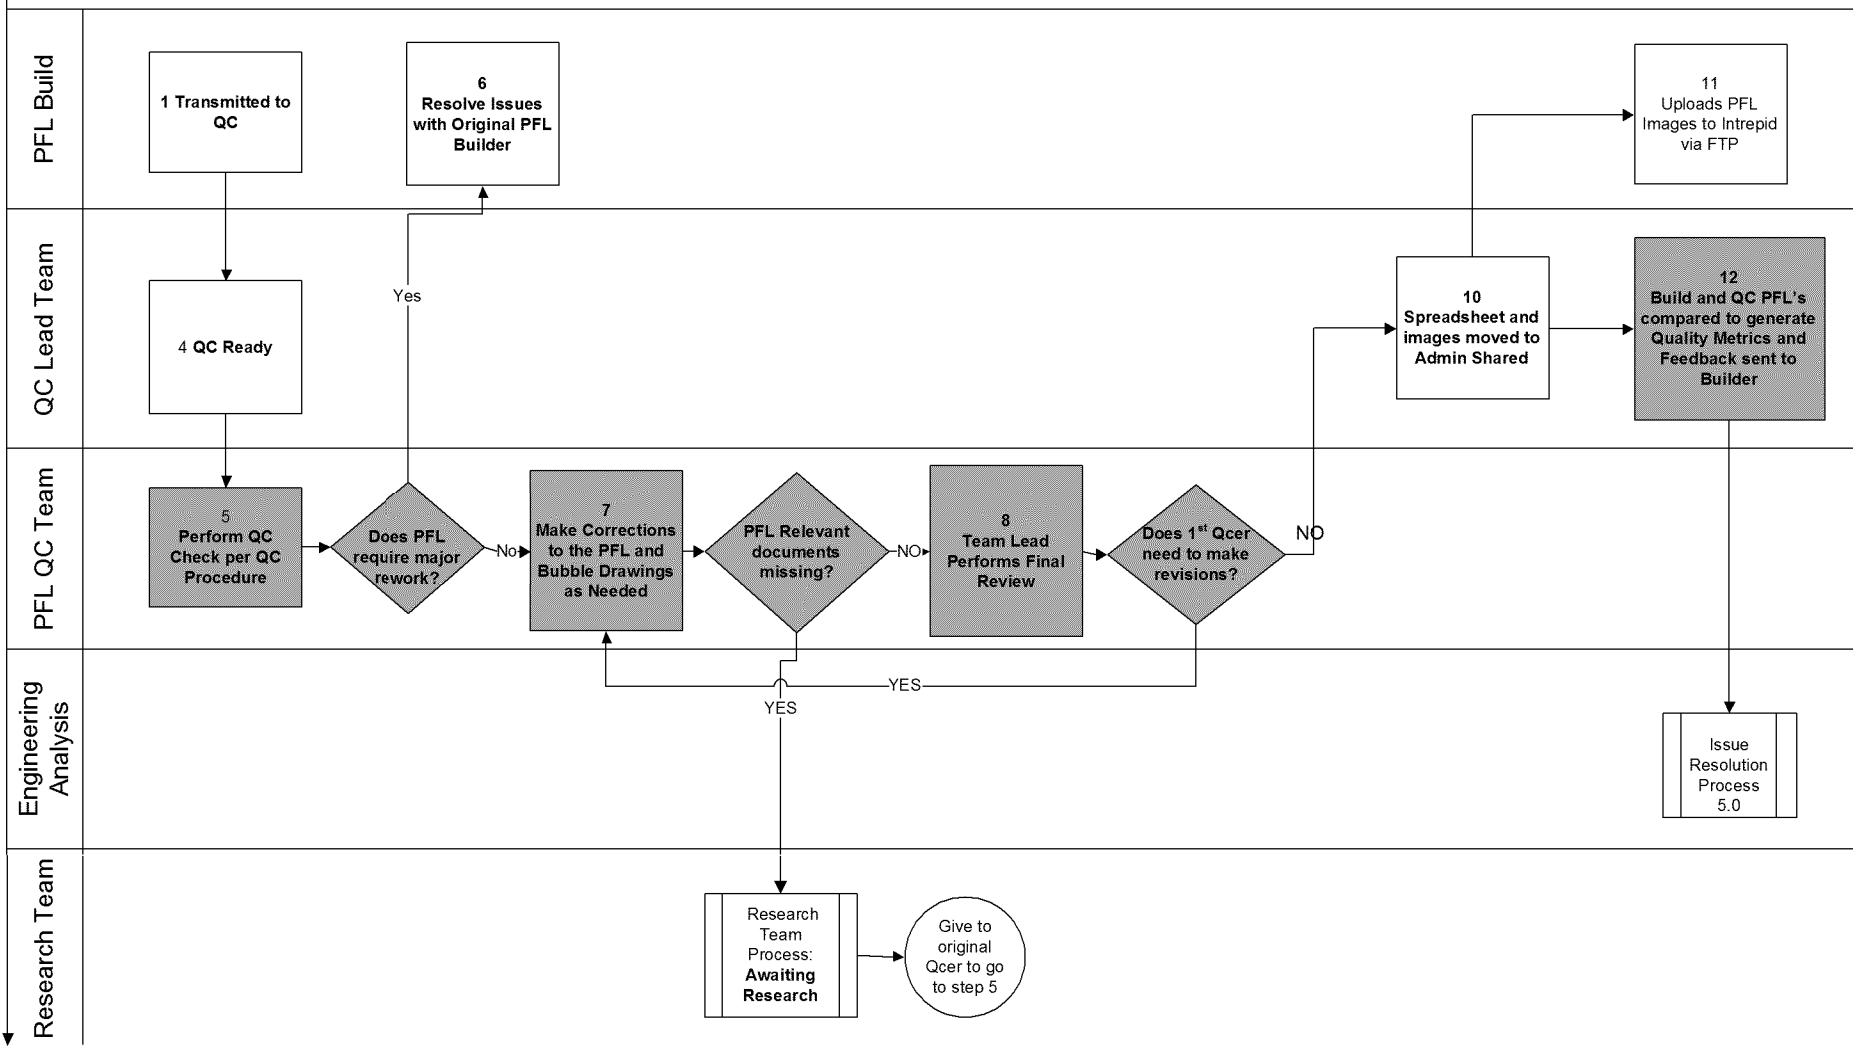 PFL Build
1 Transmitted to
QC
6
Resolve Issues
with Original PFL
Builder
11
Uploads PFL
Images to Intrepid
via FTP
QC Lead Team
4 QC Ready
Yes
10
Spreadsheet and
images moved to
Admin Shared
12
Build and QC PFL's
compared to generate
Quality Metrics and
Feedback sent to
Builder
PFL QC Team
5
Perform QC
Check per QC
Procedure
Does PFL
require major
rework?
No
7
Make Corrections
to the PFL and
Bubble Drawings
as Needed
PFL Relevant
documents
missing?
NO
8
Team Lead
Performs Final
Review
Does 1st Qcer
need to make
revisions?
NO
Engineering
Analysis
YES
YES
Issue
Resolution
Process
5.0
Research Team
Research
Team
Process:
Awaiting
Research
Give to
original
Qcer to go
to step 5